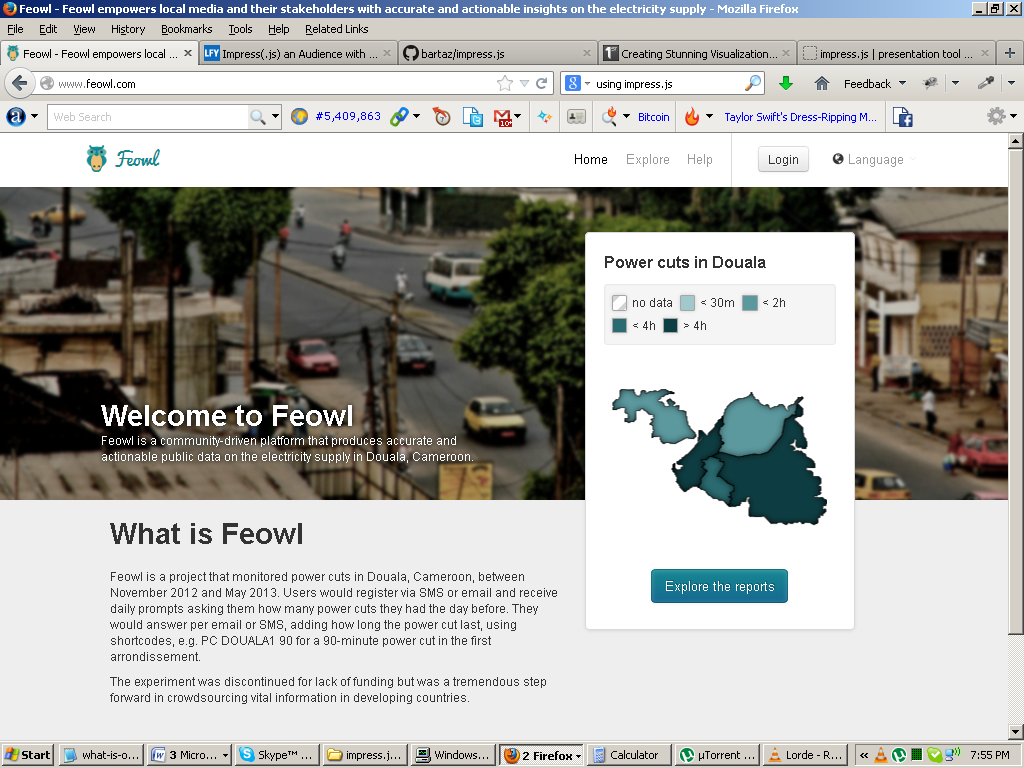 Feowl - Feowl empowers local media and their stakeholders with accurate and actionable insights on the electricity supply - Mozilla Firefox
File Edit View History Bookmarks Tools Help Related Links
Feowl - Feowl empowers local ... LFY Impress(.js) an Audience with ... bartaz/impress.js Creating Stunning Visualization... impress.js | presentation tool ...
www.feowl.com using impress.js Feedback
Web Search #5,409,863 10+ Bitcoin Taylor Swift's Dress-Ripping M...
Feowl Home Explore Help Login Language
Power cuts in Douala
no data < 30m < 2h
< 4h > 4h
Welcome to Feowl
Feowl is a community-driven platform that produces accurate and
actionable public data on the electricity supply in Douala, Cameroon.
Explore the reports
What is Feowl
Feowl is a project that monitored power cuts in Douala, Cameroon, between
November 2012 and May 2013. Users would register via SMS or email and receive
daily prompts asking them how many power cuts they had the day before. They
would answer per email or SMS, adding how long the power cut last, using
shortcodes, e.g. PC DOUALA1 90 for a 90-minute power cut in the first
arrondissement.
The experiment was discontinued for lack of funding but was a tremendous step
forward in crowdsourcing vital information in developing countries.
Start what-is-o... 3 Micro... Skype™ ... impress.j... Windows... 2 Firefox Calculator µTorrent ... Lorde - R... « 7:55 PM